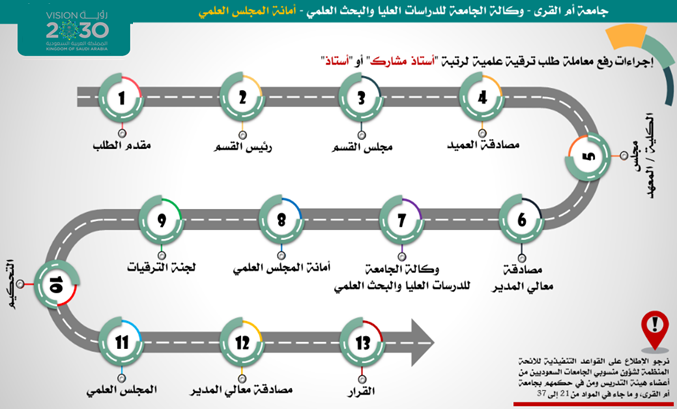 جامعة أم القرى - وكالة الجامعة للدراسات العليا والبحث العلمي - أمانة المجلس العلمي
VISION رؤية
2030
المملكة العربية السعودية
KINGDOM OF SAUDI ARABIA
إجراءات رفع معاملة طلب ترقية علمية لرتبة "أستاذ مشارك" أو "أستاذ"
1
مقدم الطلب
2
رئيس القسم
3
مجلس القسم
4
مصادقة العميد
5
مجلس
الكلية / المعهد
6
مصادقة
معالي المدير
7
وكالة الجامعة
للدراسات العليا والبحث العلمي
8
أمانة المجلس العلمي
9
لجنة الترقيات
10
التحكيم
11
المجلس العلمي
12
مصادقة معالي المدير
13
القرار
نرجو الإطلاع على القواعد التنفيذية للائحة
المنظمة لشؤون منسوبي الجامعات السعوديين من
أعضاء هيئة التدريس ومن في حكمهم بجامعة
أم القرى، وما جاء في المواد من 21 إلى 37